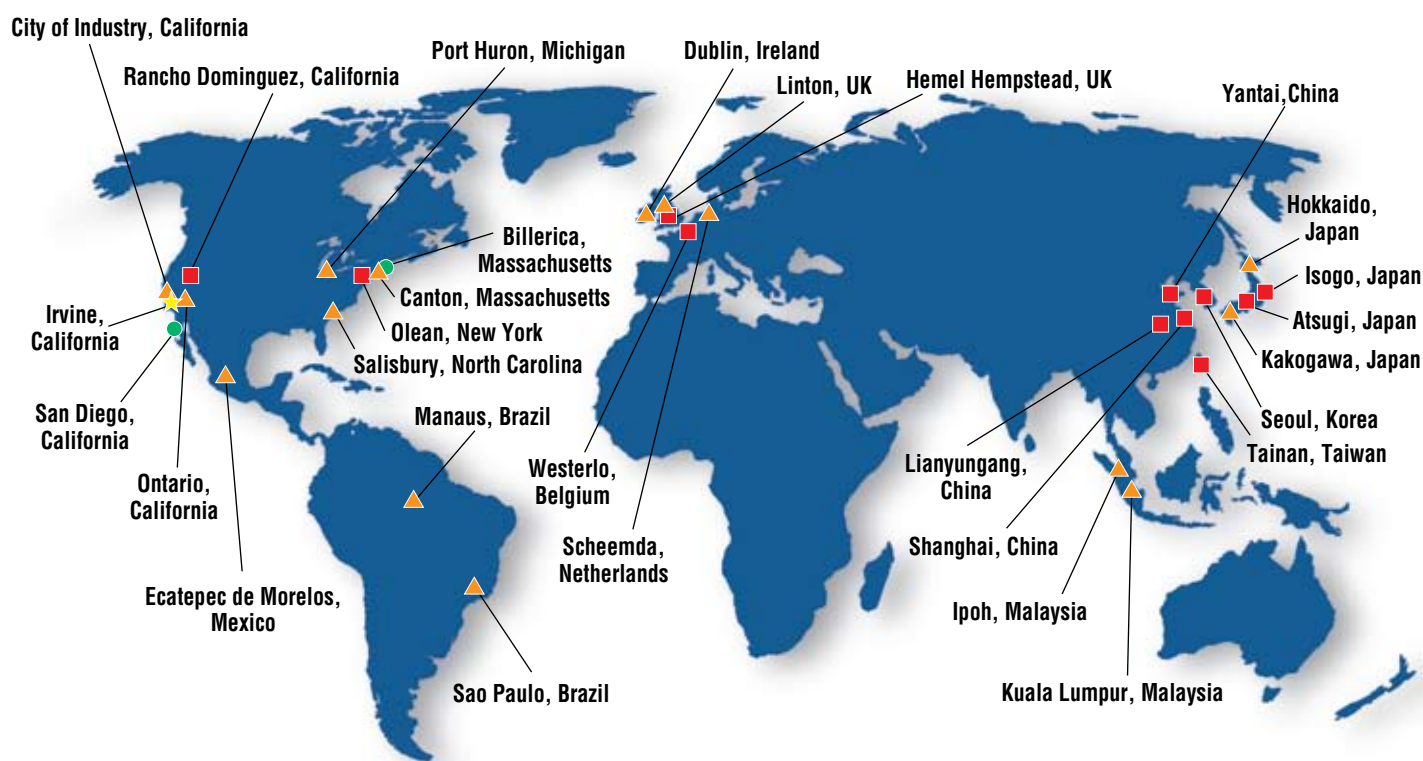 City of Industry, California
Port Huron, Michigan
Dublin, Ireland
Rancho Dominguez, California
Linton, UK
Hemel Hempstead, UK
Yantai,China
Hokkaido,
Japan
Billerica,
Massachusetts
Isogo, Japan
Canton, Massachusetts
Irvine,
California
Olean, New York
Atsugi, Japan
Salisbury, North Carolina
Kakogawa, Japan
San Diego,
California
Manaus, Brazil
Seoul, Korea
Tainan, Taiwan
Westerlo,
Belgium
Lianyungang,
China
Ontario,
California
Scheemda,
Netherlands
Shanghai, China
Ecatepec de Morelos,
Mexico
Ipoh, Malaysia
Sao Paulo, Brazil
Kuala Lumpur, Malaysia